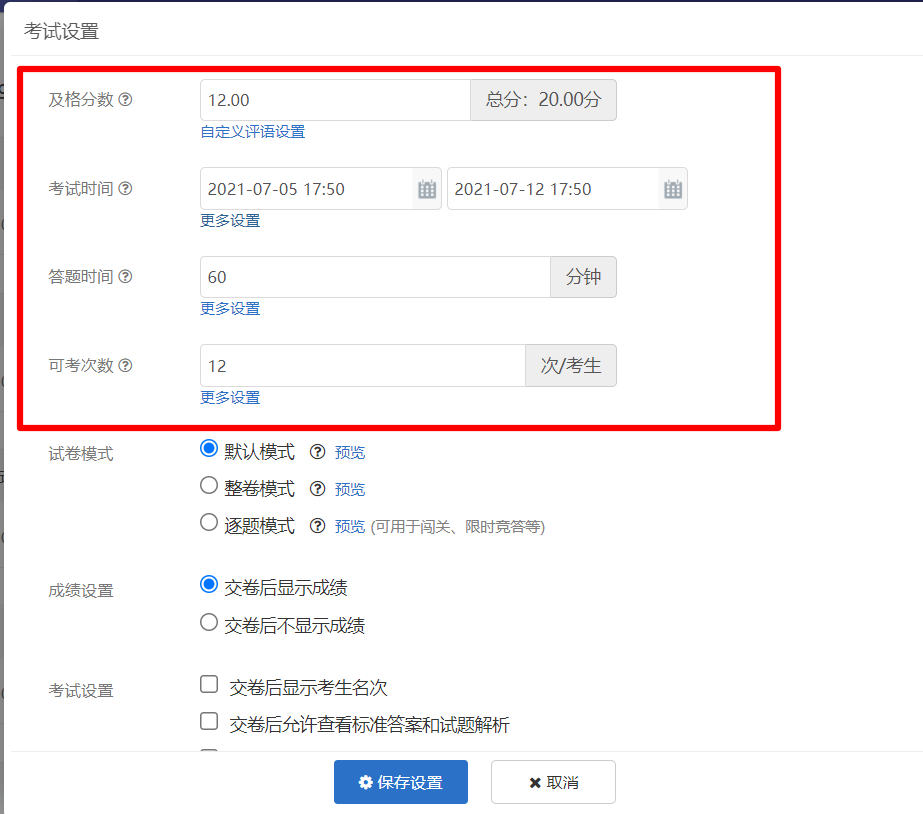 考试设置
及格分数 12.00 总分：20.00分
自定义评语设置
考试时间 2021-07-05 17:50 2021-07-12 17:50
更多设置
答题时间 60 分钟
更多设置
可考次数 12 次/考生
更多设置
试卷模式 默认模式 预览
整卷模式 预览
逐题模式 预览 (可用于闯关、限时竞答等)
成绩设置 交卷后显示成绩
交卷后不显示成绩
考试设置 交卷后显示考生名次
交卷后允许查看标准答案和试题解析
保存设置 取消